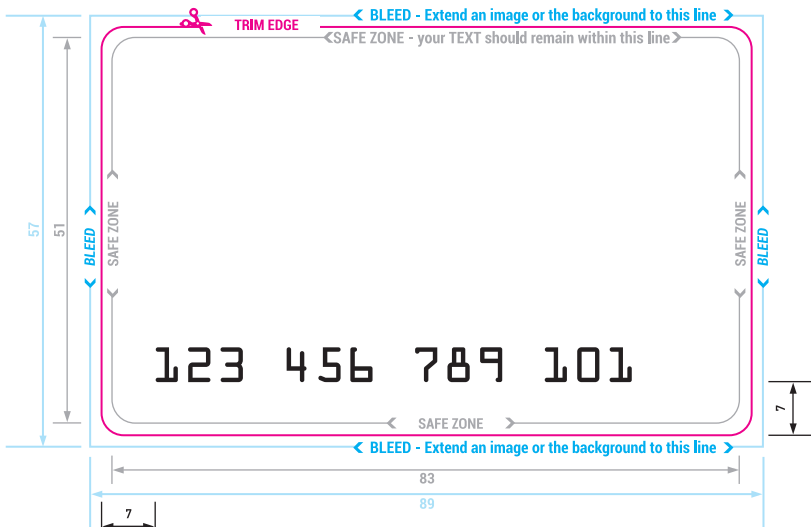 BLEED - Extend an image or the background to this line
TRIM EDGE
SAFE ZONE - your TEXT should remain within this line
57
51
BLEED
SAFE ZONE
SAFE ZONE
BLEED
123 456 789 101
7
SAFE ZONE
BLEED - Extend an image or the background to this line
83
89
7